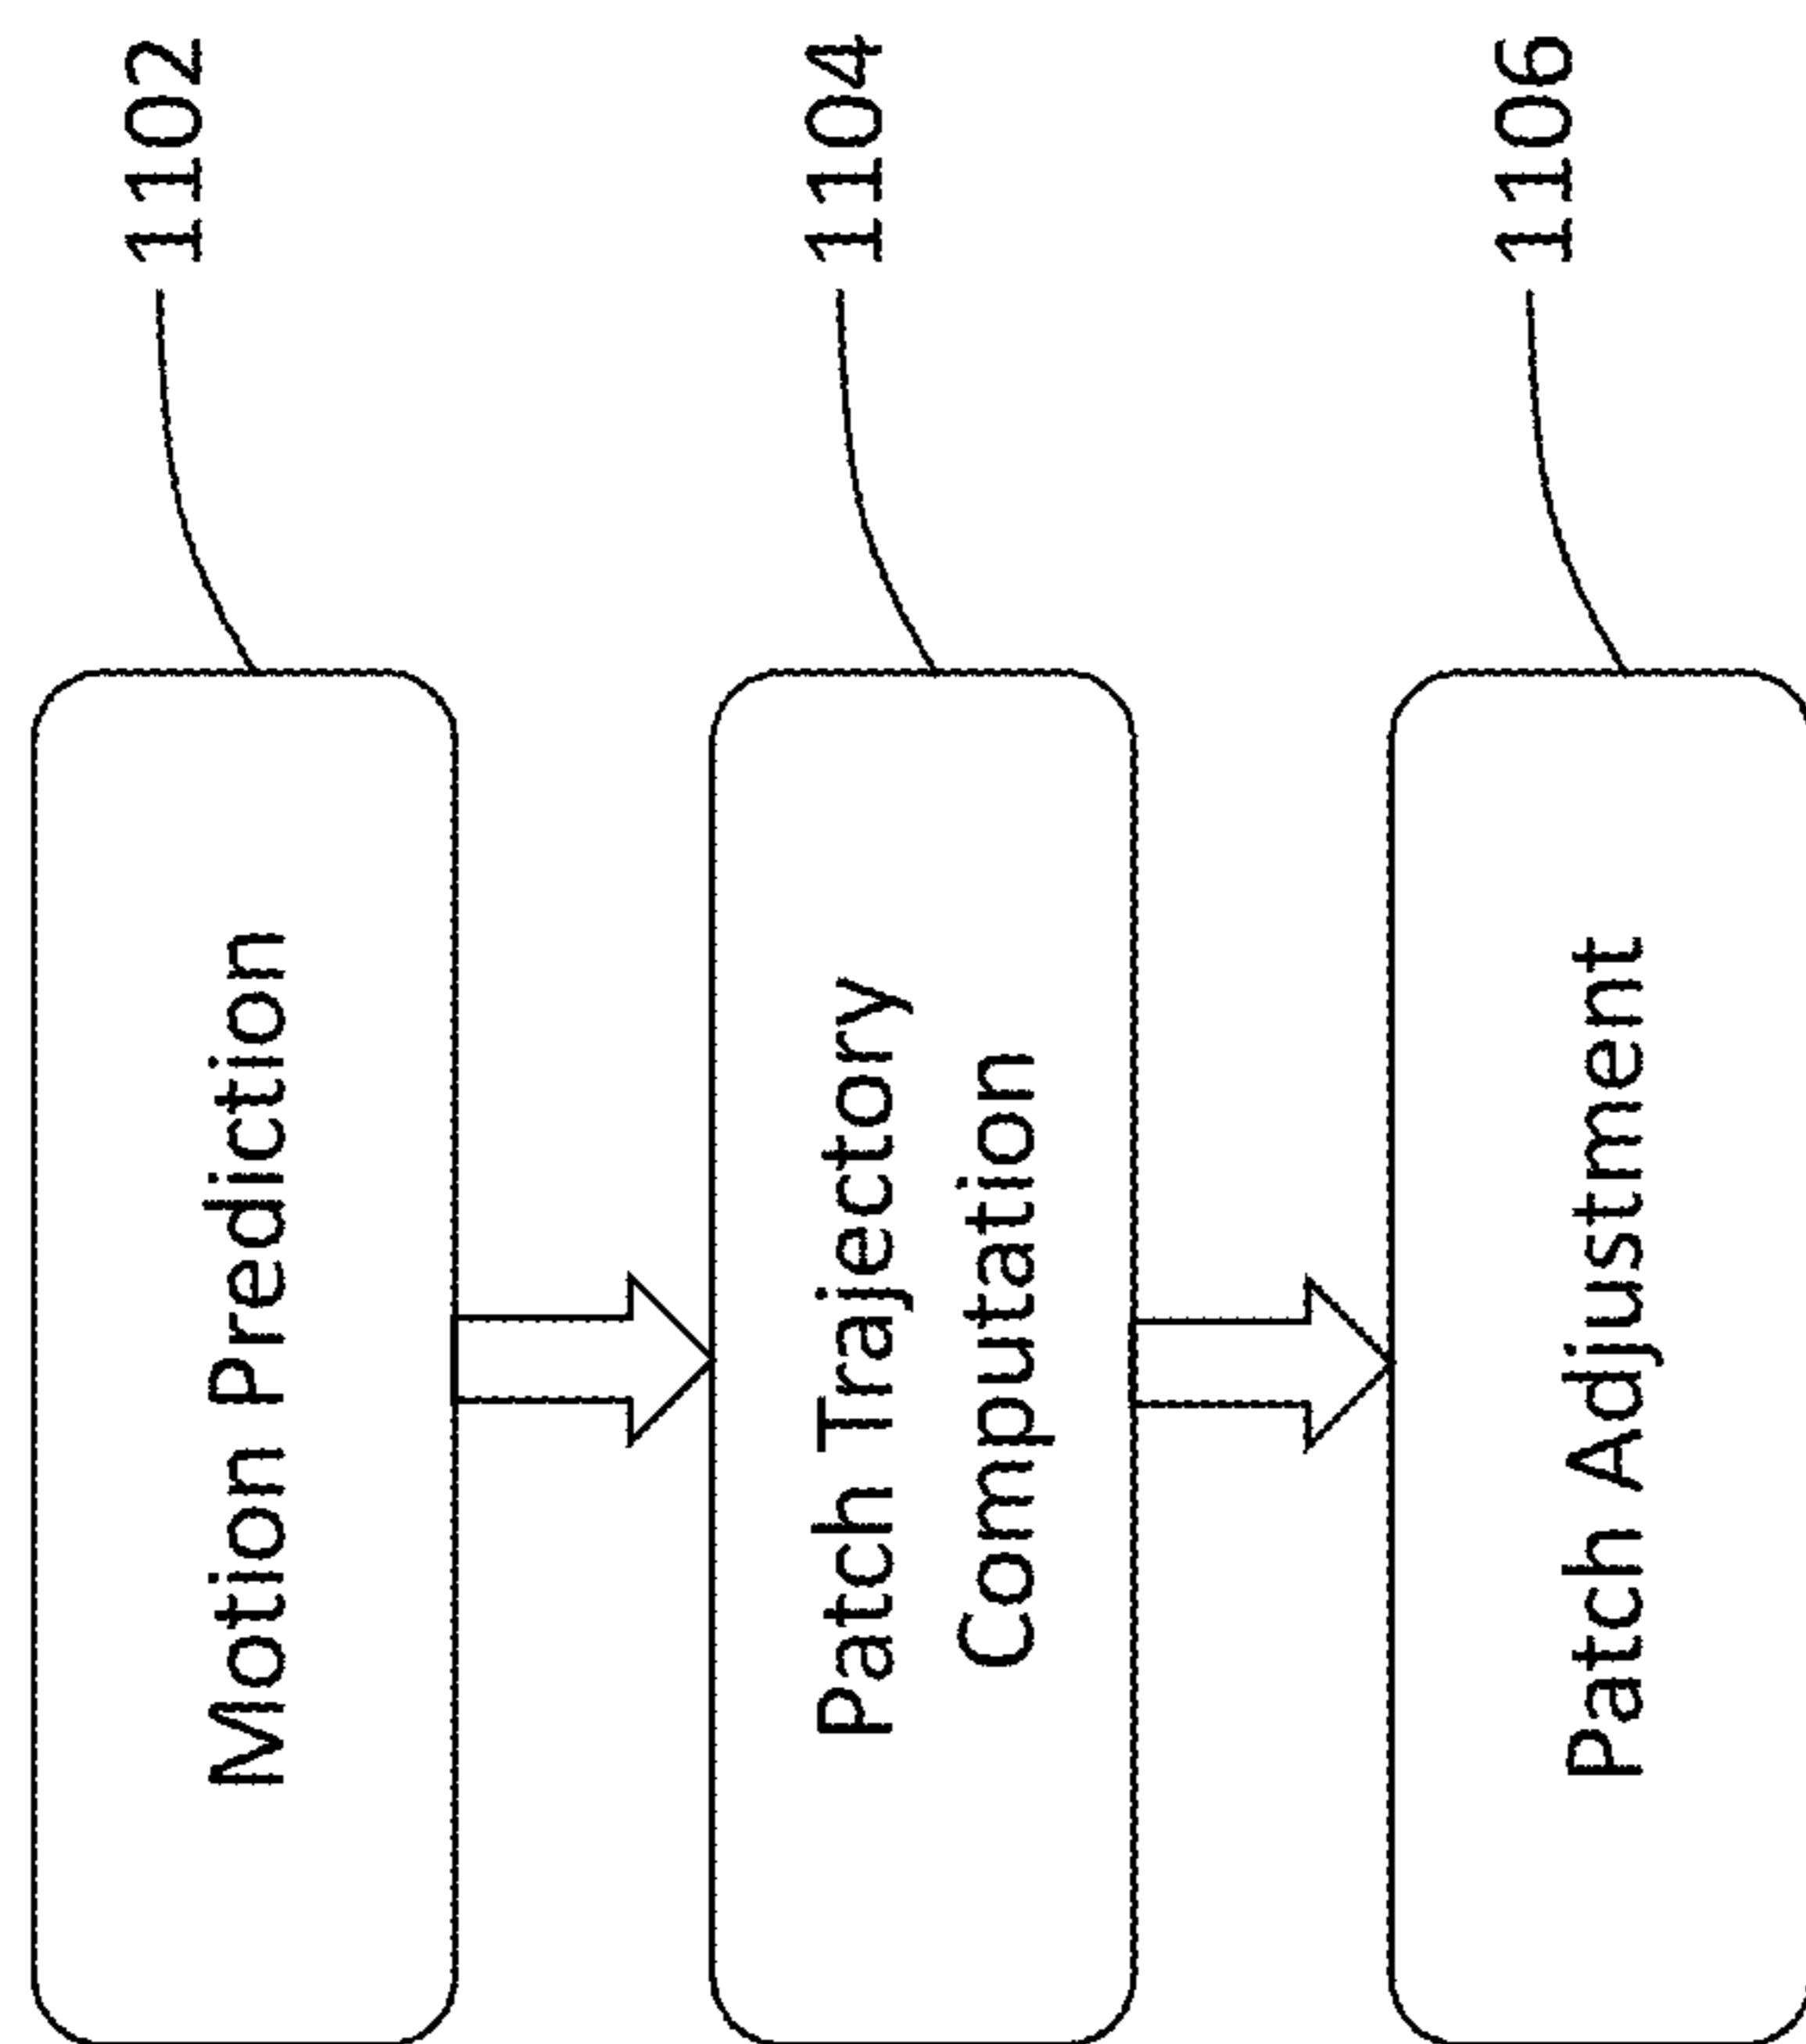 Motion Prediction
1102
Patch Trajectory
Computation
1104
Patch Adjustment
1106